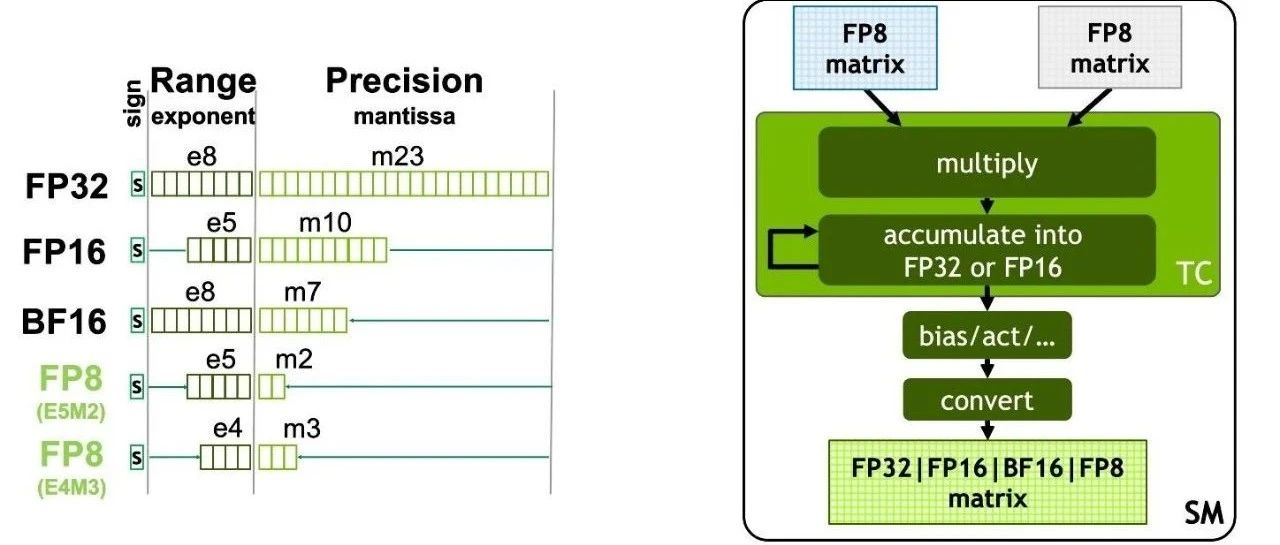 sign
Range
exponent
Precision
mantissa
e8
m23
FP32
s
e5
m10
FP16
s
e8
m7
BF16
s
e5
m2
FP8
(E5M2)
s
e4
m3
FP8
(E4M3)
s
FP8
matrix
FP8
matrix
multiply
accumulate into
FP32 or FP16
TC
bias/act/...
convert
FP32|FP16|BF16|FP8
matrix
SM